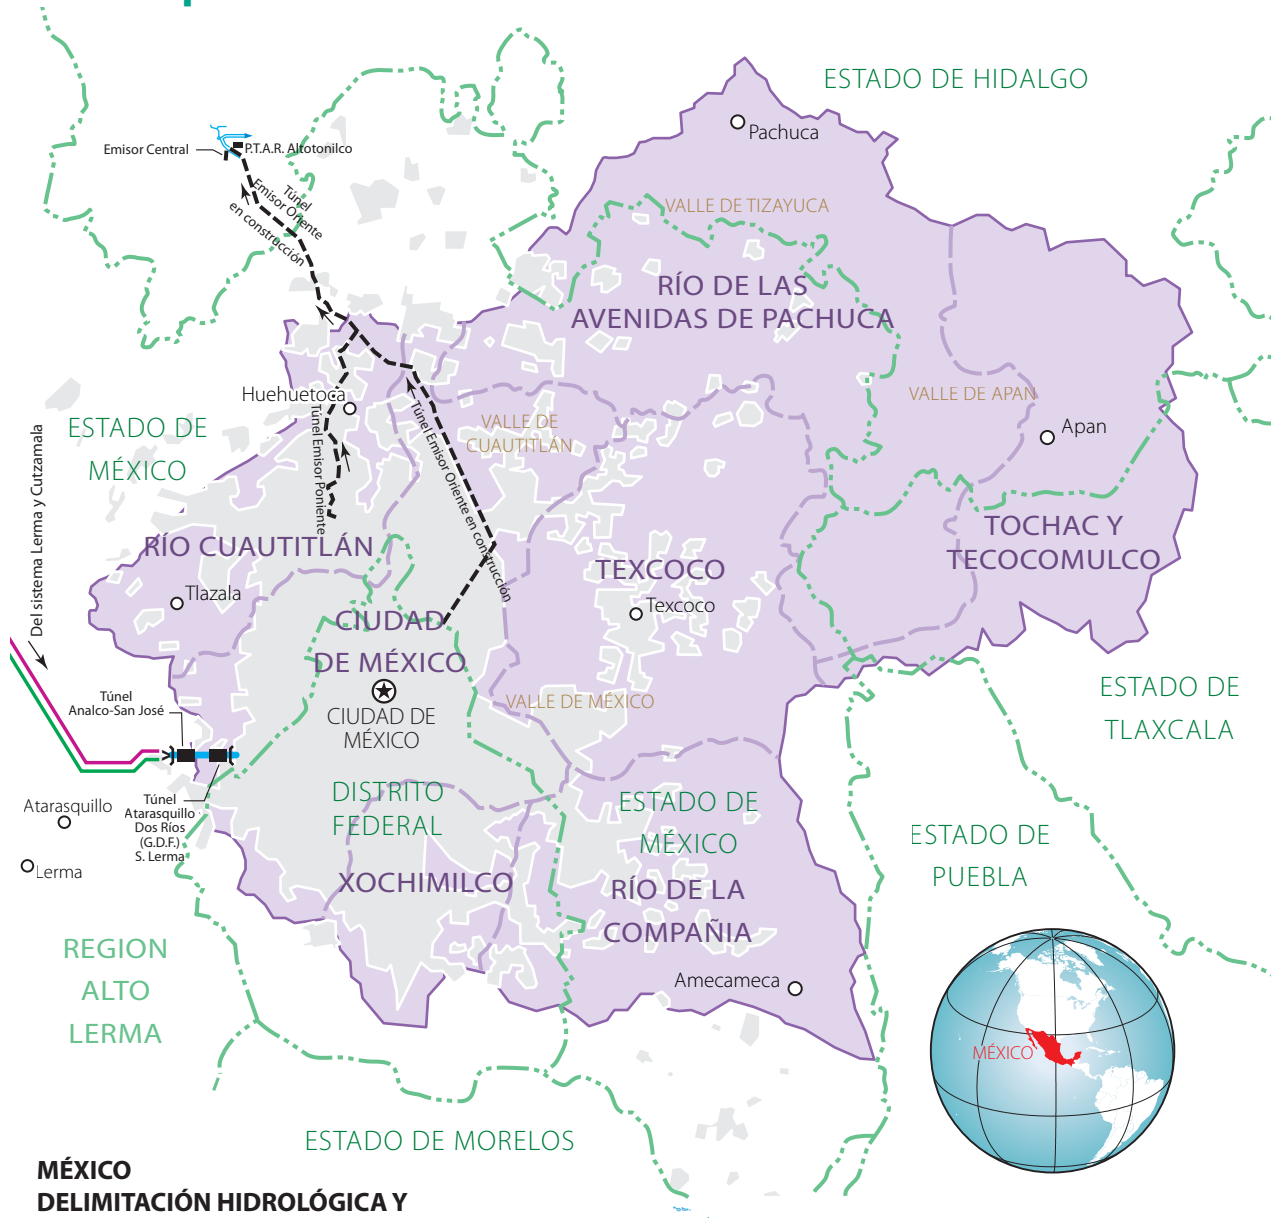 ESTADO DE HIDALGO
Pachuca
Emisor Central
P.T.A.R. Altotonilco
Túnel
Emisor Oriente
en construcción
VALLE DE TIZAYUCA
RÍO DE LAS
AVENIDAS DE PACHUCA
Huehuetoca
ESTADO DE
MÉXICO
VALLE DE
CUAUTITLÁN
VALLE DE APAN
Apan
Túnel Emisor Poniente
Túnel Emisor Oriente en construcción
Del sistema Lerma y Cutzamala
RÍO CUAUTITLÁN
TOCHAC Y
TECOCOMULCO
TEXCOCO
Tlazala
Texcoco
CIUDAD
DE MÉXICO
CIUDAD DE
MÉXICO
VALLE DE MÉXICO
Túnel
Analco-San José
ESTADO DE
TLAXCALA
Atarasquillo
Túnel
Atarasquillo
Dos Ríos
(G.D.F.)
S. Lerma
Lerma
DISTRITO
FEDERAL
ESTADO DE
MÉXICO
ESTADO DE
PUEBLA
XOCHIMILCO
RÍO DE LA
COMPAÑIA
REGION
ALTO
LERMA
Amecameca
MÉXICO
ESTADO DE MORELOS
MÉXICO
DELIMITACIÓN HIDROLÓGICA Y